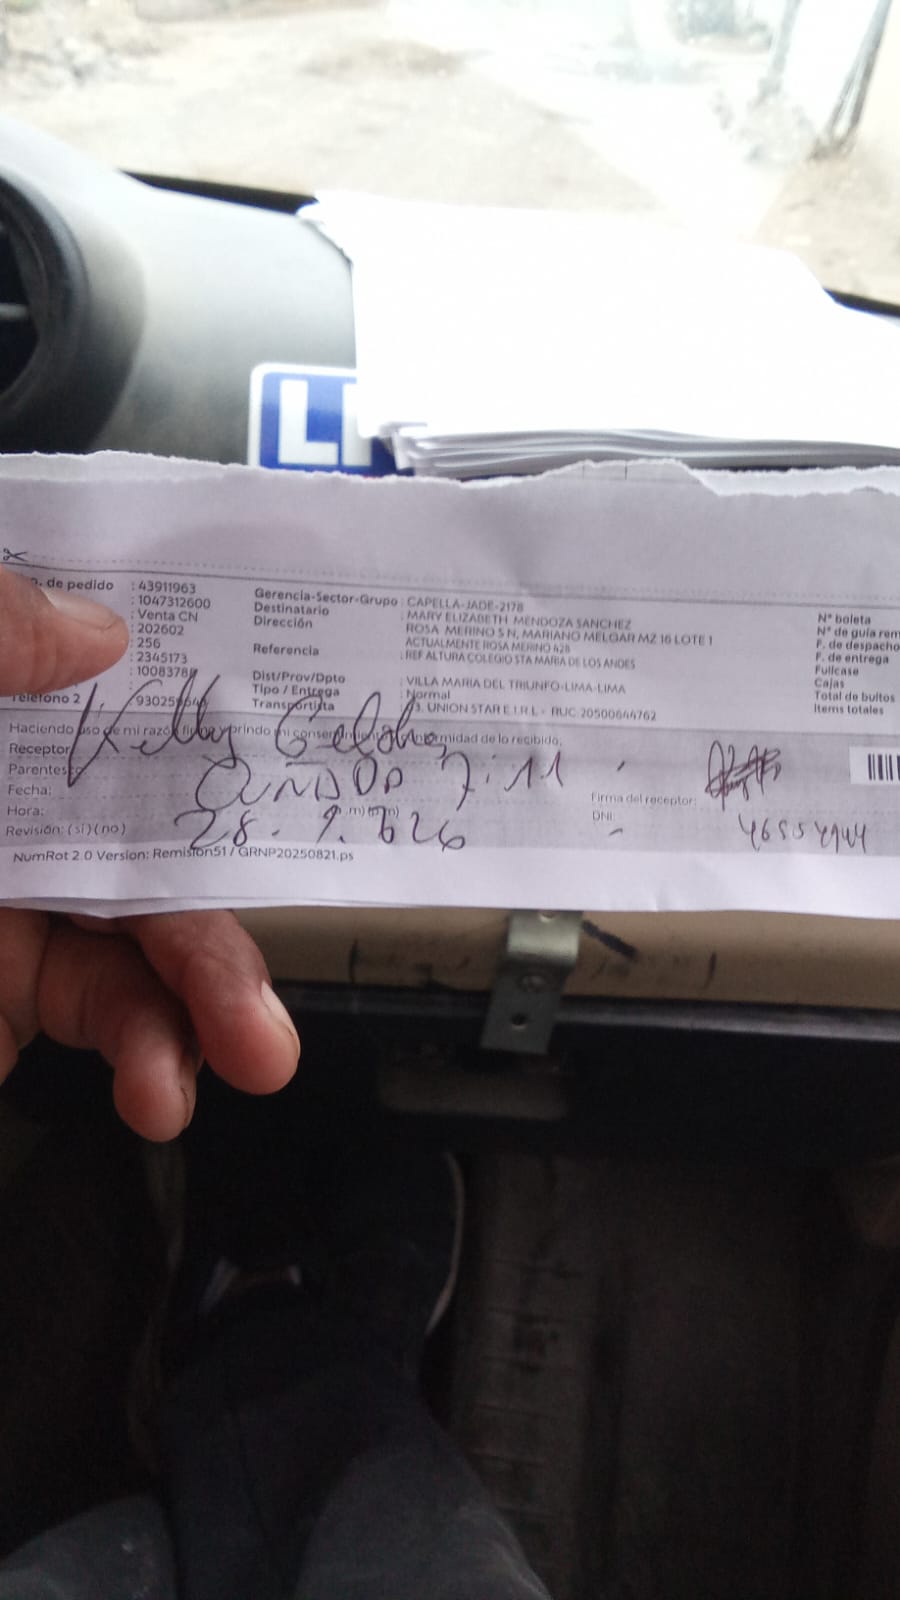 LI
de pedido : 43911963
: 1047312600
: Venta CN
: 202602
: 256
: 2345173
: 10083784
Teléfono 2 : 930259546
Gerencia-Sector-Grupo : CAPELLA-JADE-2178
Destinatario : MARY ELIZABETH MENDOZA SANCHEZ
Dirección : ROSA MERINO S N, MARIANO MELGAR MZ 16 LOTE 1
ACTUALMENTE ROSA MERINO 428
Referencia : REF ALTURA COLEGIO STA MARIA DE LOS ANDES
Dist/Prov/Dpto : VILLA MARIA DEL TRIUNFO-LIMA-LIMA
Tipo / Entrega : Normal
Transportista : UNION STAR E.I.R.L - RUC 20500644762
N° boleta
N° de guía rem
F. de despacho
F. de entrega
Fullcase
Cajas
Total de bultos
Items totales
Haciendo uso de mi razón brindo mi conformidad de lo recibido.
Receptor Kelly
Parentesco
Fecha: 7:11
Hora: 28.
Revisión: (si) (no)
Firma del receptor:
DNI:
NumRot 2.0 Version: Remision51 / GRNP20250821.ps